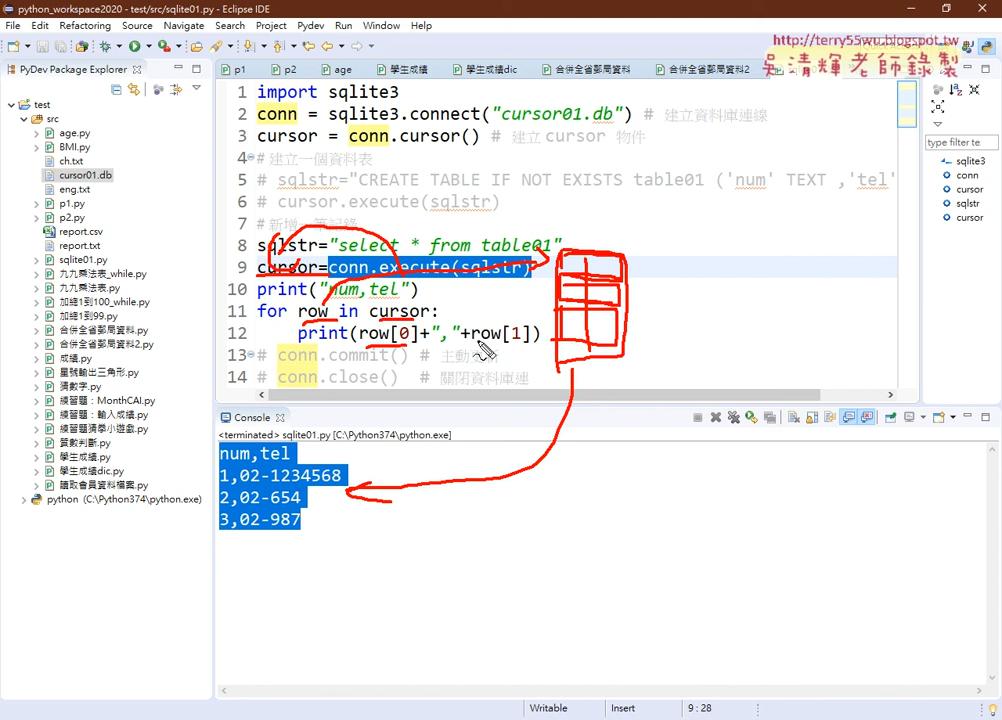 python_workspace2020 - test/src/sqlite01.py - Eclipse IDE
File Edit Refactoring Source Navigate Search Project Pydev Run Window Help
http://terry55wu.blogspot.tw
吳清輝老師錄製
PyDev Package Explorer
p1 p2 age 學生成績 學生成績dic 合併全省郵局資料 合併全省郵局資料2
test
src
age.py
BMI.py
ch.txt
cursor01.db
eng.txt
p1.py
p2.py
report.csv
report.txt
sqlite01.py
九九乘法表_while.py
九九乘法表.py
加總1到100_while.py
加總1到99.py
合併全省郵局資料.py
成績.py
星號輸出三角形.py
猜數字.py
練習題：MonthCAI.py
練習題：輸入成績.py
練習題猜學小遊戲.py
質數判斷.py
學生成績.py
學生成績dic.py
讀取會員資料.py
python (C:\Python374\python.exe)
1 import sqlite3
2 conn = sqlite3.connect("cursor01.db") # 建立資料庫連線
3 cursor = conn.cursor() # 建立 cursor 物件
4 # 建立一個資料表
5 # sqlstr="CREATE TABLE IF NOT EXISTS table01 ('num' TEXT ,'tel'
6 # cursor.execute(sqlstr)
7 # 新增一筆記錄
8 sqlstr="select * from table01"
9 cursor=conn.execute(sqlstr)
10 print("num,tel")
11 for row in cursor:
12 print(row[0]+","+row[1])
13 # conn.commit() # 主動
14 # conn.close() # 關閉資料庫連
type filter te
sqlite3
conn
cursor
sqlstr
cursor
Console
<terminated> sqlite01.py [C:\Python374\python.exe]
num,tel
1,02-1234568
2,02-654
3,02-987
Writable Insert 9 : 28